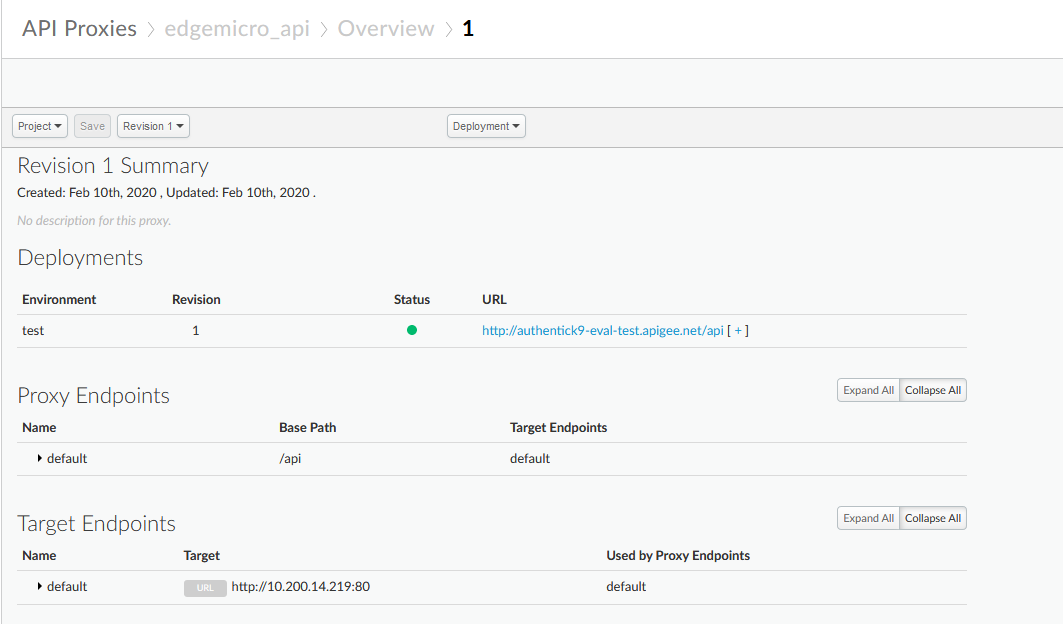 API Proxies > edgemicro_api > Overview > 1
Project Save Revision 1 Deployment
Revision 1 Summary
Created: Feb 10th, 2020 , Updated: Feb 10th, 2020 .
No description for this proxy.
Deployments
Environment Revision Status URL
test 1 http://authentick9-eval-test.apigee.net/api [ + ]
Proxy Endpoints Expand All Collapse All
Name Base Path Target Endpoints
default /api default
Target Endpoints Expand All Collapse All
Name Target Used by Proxy Endpoints
default URL http://10.200.14.219:80 default